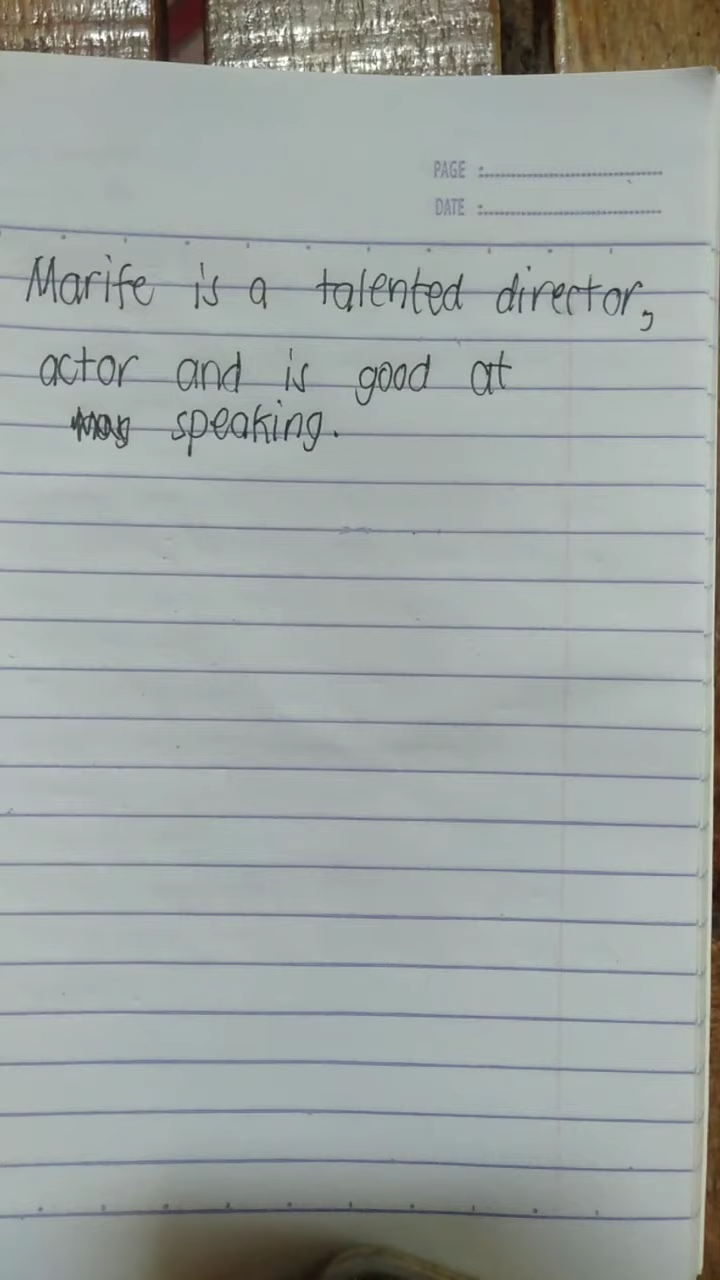 PAGE :
DATE :
Marife is a talented director,
actor and is good at
speaking.